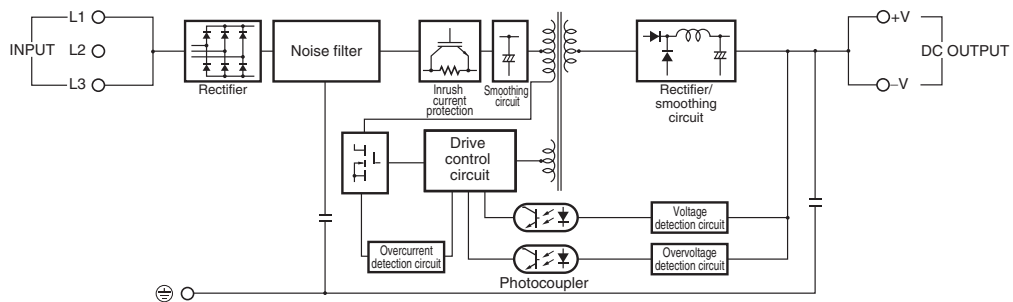 INPUT
L1
L2
L3
Rectifier
Noise filter
Inrush
current
protection
Smoothing
circuit
Rectifier/
smoothing
circuit
+V
DC OUTPUT
−V
Drive
control
circuit
Overcurrent
detection circuit
Voltage
detection circuit
Overvoltage
detection circuit
Photocoupler